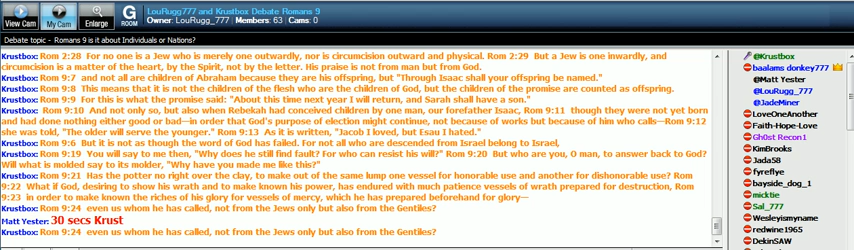 LouRugg777 and Krustbox Debate Romans 9
Owner: LouRugg_777 | Members: 63 | Cams: 0
View Cam
My Cam
Enlarge
G
ROOM
Debate topic - Romans 9 is it about Individuals or Nations?
Krustbox: Rom 2:28 For no one is a Jew who is merely one outwardly, nor is circumcision outward and physical. Rom 2:29 But a Jew is one inwardly, and
circumcision is a matter of the heart, by the Spirit, not by the letter. His praise is not from man but from God.
Krustbox: Rom 9:7 and not all are children of Abraham because they are his offspring, but "Through Isaac shall your offspring be named."
Krustbox: Rom 9:8 This means that it is not the children of the flesh who are the children of God, but the children of the promise are counted as offspring.
Krustbox: Rom 9:9 For this is what the promise said: "About this time next year I will return, and Sarah shall have a son."
Krustbox: Rom 9:10 And not only so, but also when Rebekah had conceived children by one man, our forefather Isaac, Rom 9:11 though they were not yet born
and had done nothing either good or bad—in order that God's purpose of election might continue, not because of works but because of him who calls—Rom 9:12
she was told, "The older will serve the younger." Rom 9:13 As it is written, "Jacob I loved, but Esau I hated."
Krustbox: Rom 9:6 But it is not as though the word of God has failed. For not all who are descended from Israel belong to Israel,
Krustbox: Rom 9:19 You will say to me then, "Why does he still find fault? For who can resist his will?" Rom 9:20 But who are you, O man, to answer back to God?
Will what is molded say to its molder, "Why have you made me like this?"
Krustbox: Rom 9:21 Has the potter no right over the clay, to make out of the same lump one vessel for honorable use and another for dishonorable use? Rom
9:22 What if God, desiring to show his wrath and to make known his power, has endured with much patience vessels of wrath prepared for destruction, Rom
9:23 in order to make known the riches of his glory for vessels of mercy, which he has prepared beforehand for glory—
Krustbox: Rom 9:24 even us whom he has called, not from the Jews only but also from the Gentiles?
Matt Yester: 30 secs Krust
Krustbox: Rom 9:24 even us whom he has called, not from the Jews only but also from the Gentiles?
@Krustbox
baalams donkey777
@Matt Yester
@LouRugg_777
@JadeMiner
LoveOneAnother
Faith-Hope-Love
Gh0st Recon1
KimBrooks
Jada58
fyreflye
bayside_dog_1
micktie
Sal_777
Wesleyismyname
redwine1965
DekinSAW